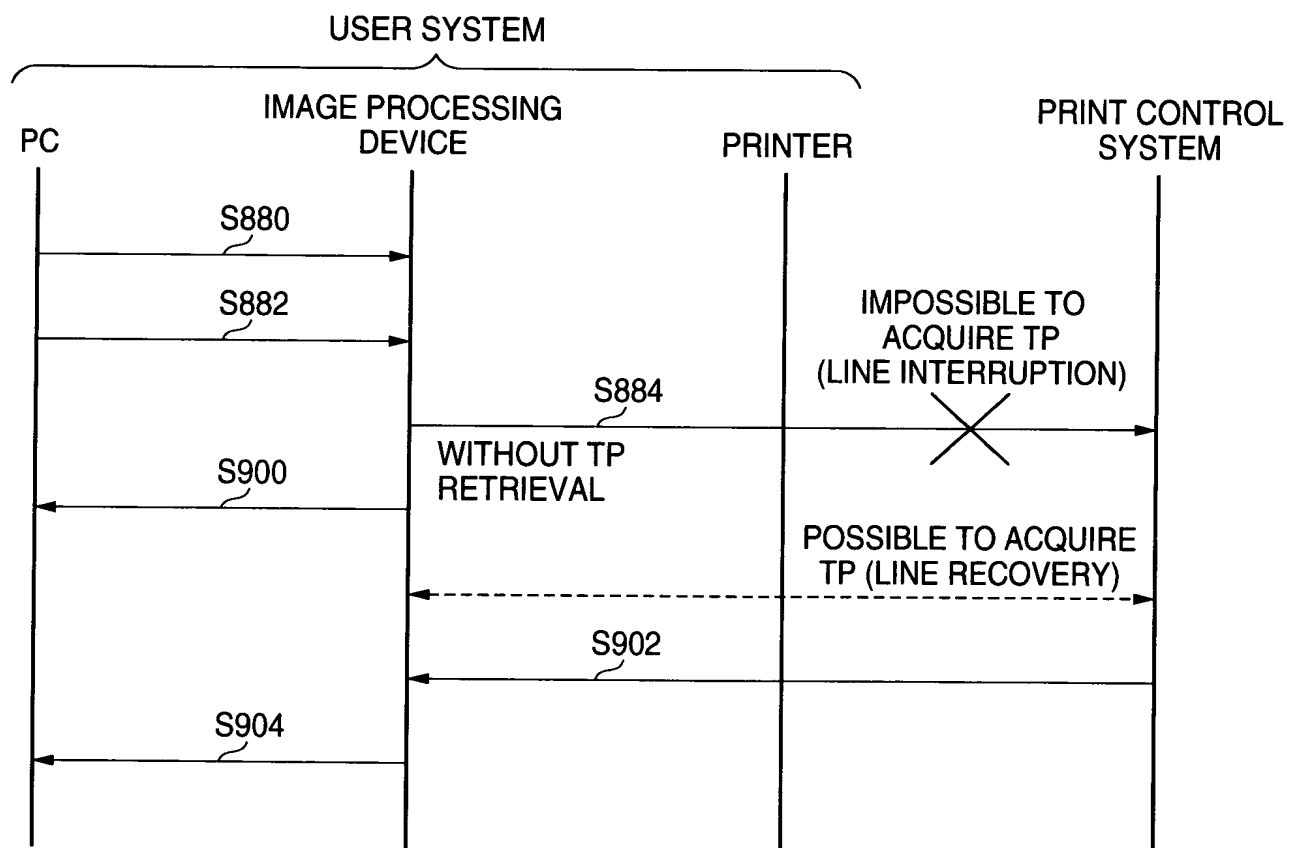 USER SYSTEM
IMAGE PROCESSING
DEVICE
PC
PRINTER
PRINT CONTROL
SYSTEM
S880
S882
IMPOSSIBLE TO
ACQUIRE TP
(LINE INTERRUPTION)
S884
WITHOUT TP
RETRIEVAL
S900
POSSIBLE TO ACQUIRE
TP (LINE RECOVERY)
S902
S904